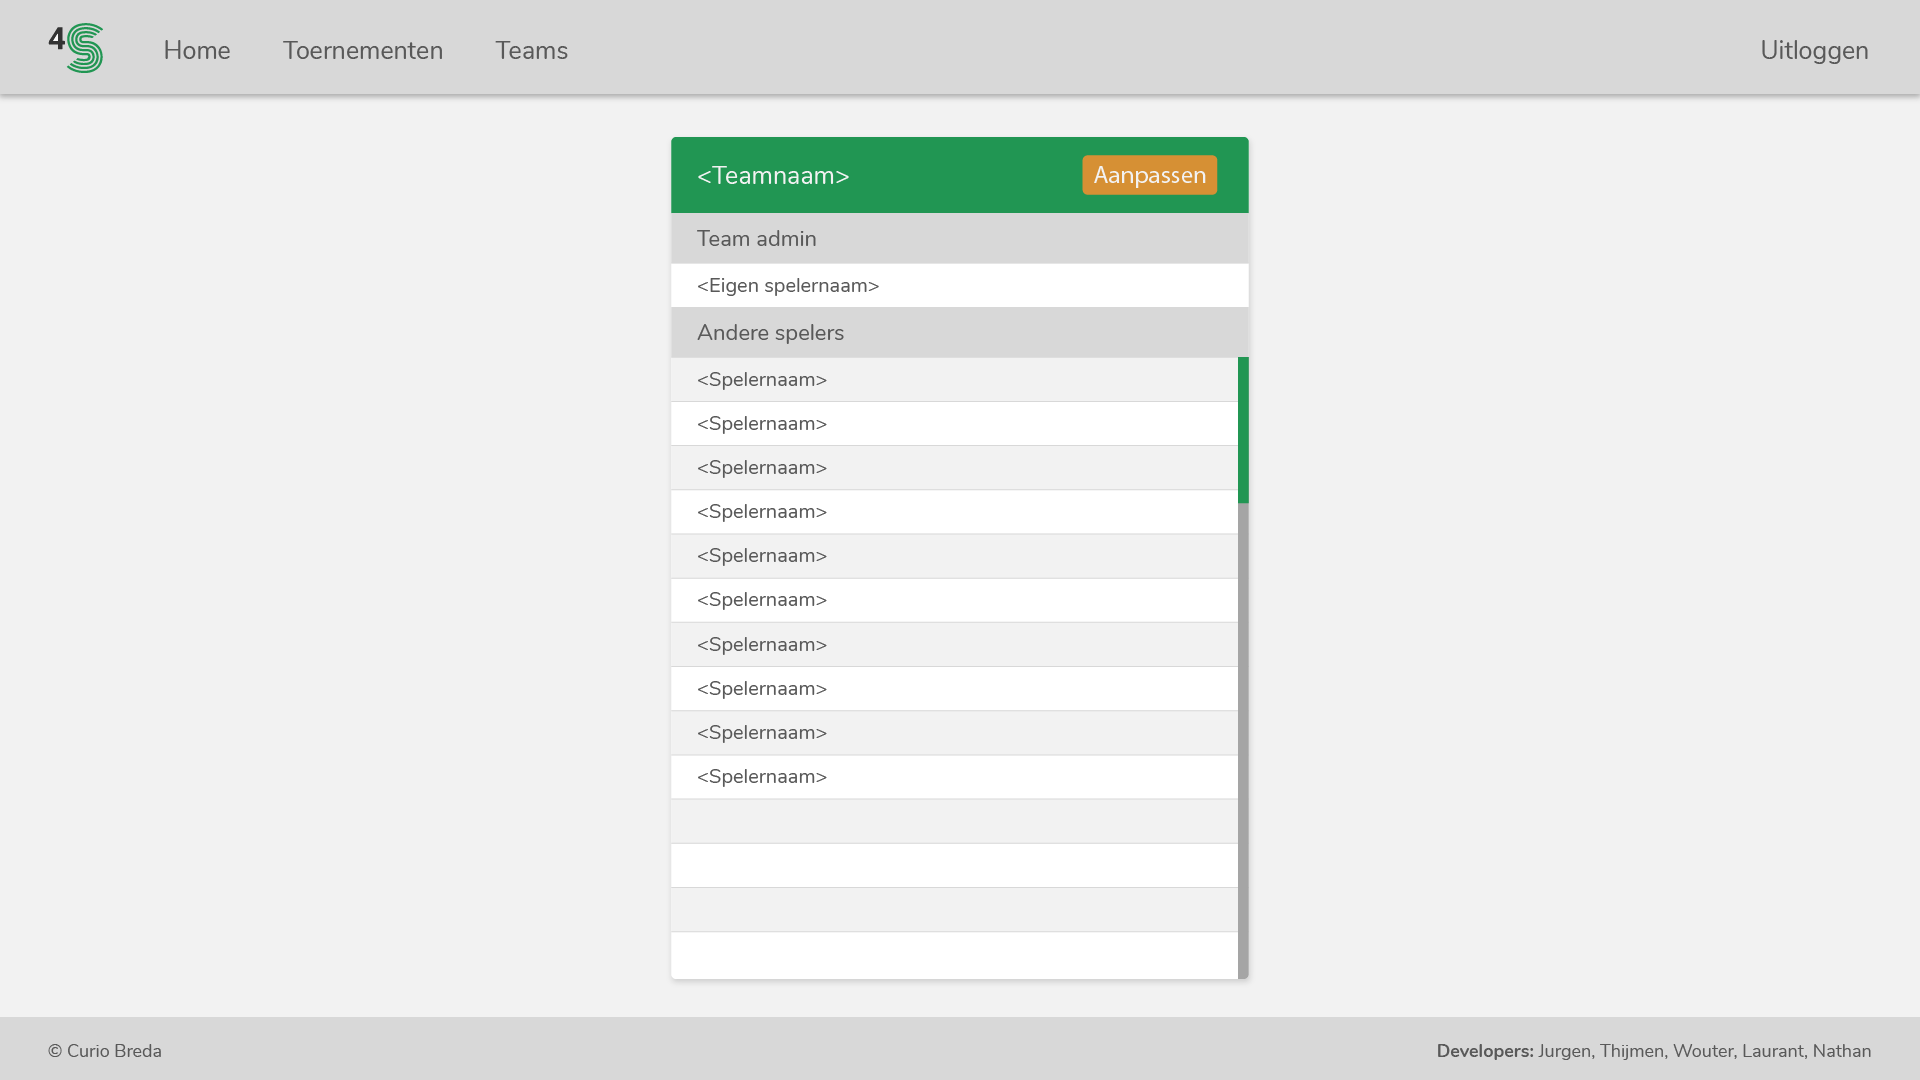 4S
Home Toernementen Teams Uitloggen
<Teamnaam> Aanpassen
Team admin
<Eigen spelernaam>
Andere spelers
<Spelernaam>
<Spelernaam>
<Spelernaam>
<Spelernaam>
<Spelernaam>
<Spelernaam>
<Spelernaam>
<Spelernaam>
<Spelernaam>
<Spelernaam>
© Curio Breda Developers: Jurgen, Thijmen, Wouter, Laurant, Nathan